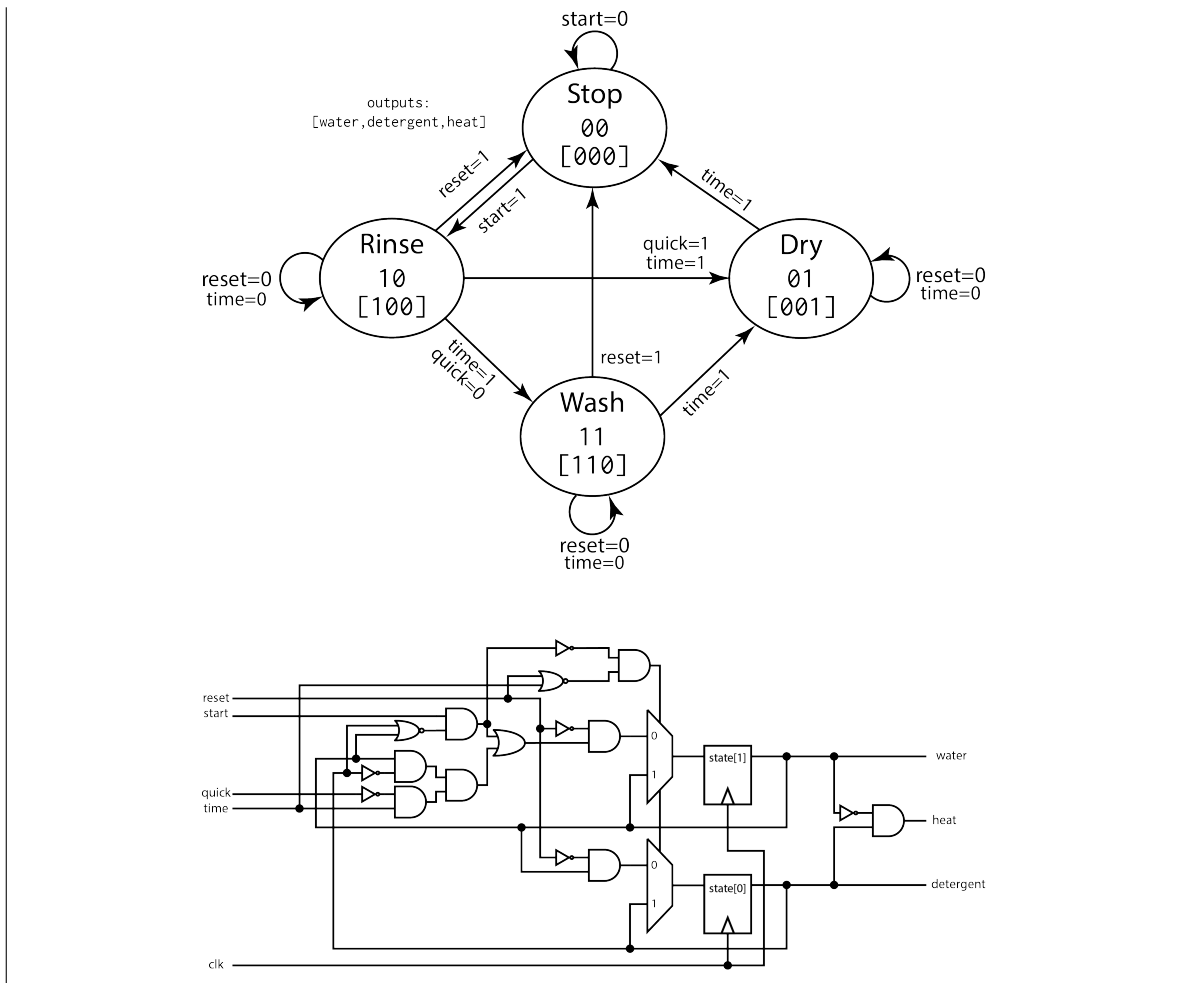 start=0
Stop
00
[000]
outputs:
[water,detergent,heat]
reset=1
start=1
time=1
Rinse
10
[100]
quick=1
time=1
Dry
01
[001]
reset=0
time=0
reset=0
time=0
time=1
quick=0
reset=1
time=1
Wash
11
[110]
reset=0
time=0
reset
start
0
state[1]
water
1
quick
time
heat
0
state[0]
detergent
1
clk